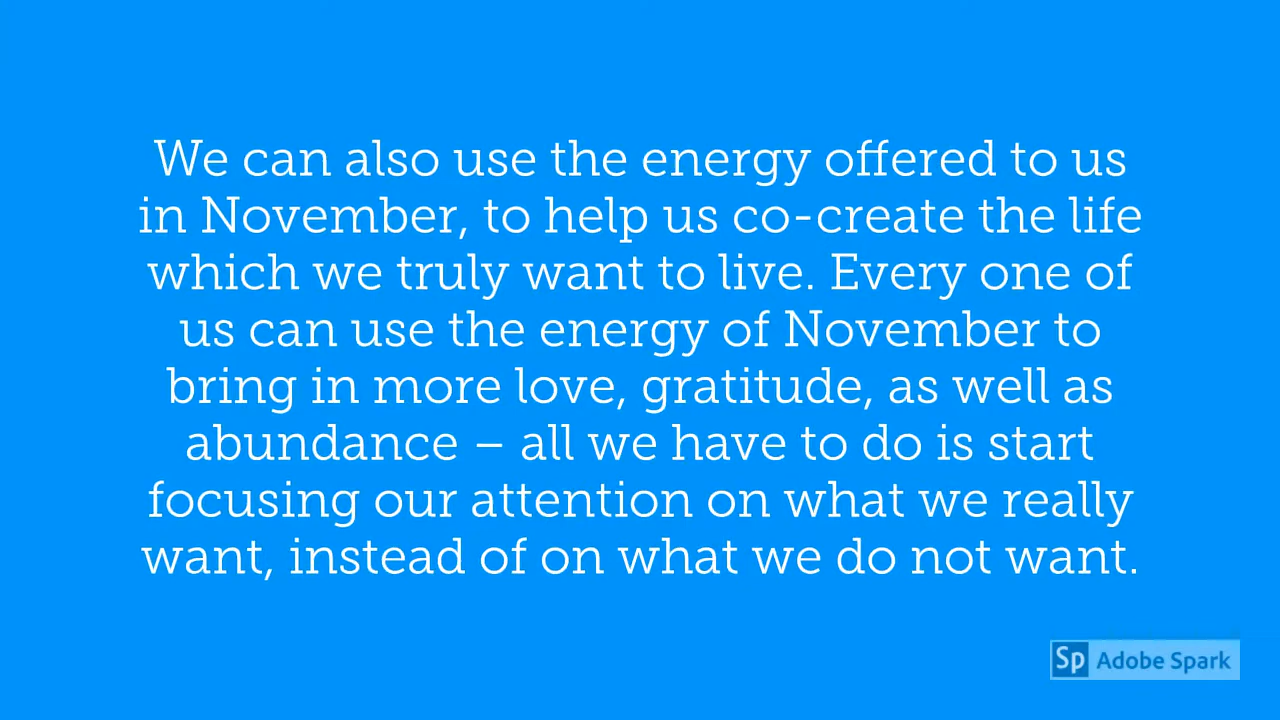 We can also use the energy offered to us
in November, to help us co-create the life
which we truly want to live. Every one of
us can use the energy of November to
bring in more love, gratitude, as well as
abundance – all we have to do is start
focusing our attention on what we really
want, instead of on what we do not want.
Sp Adobe Spark